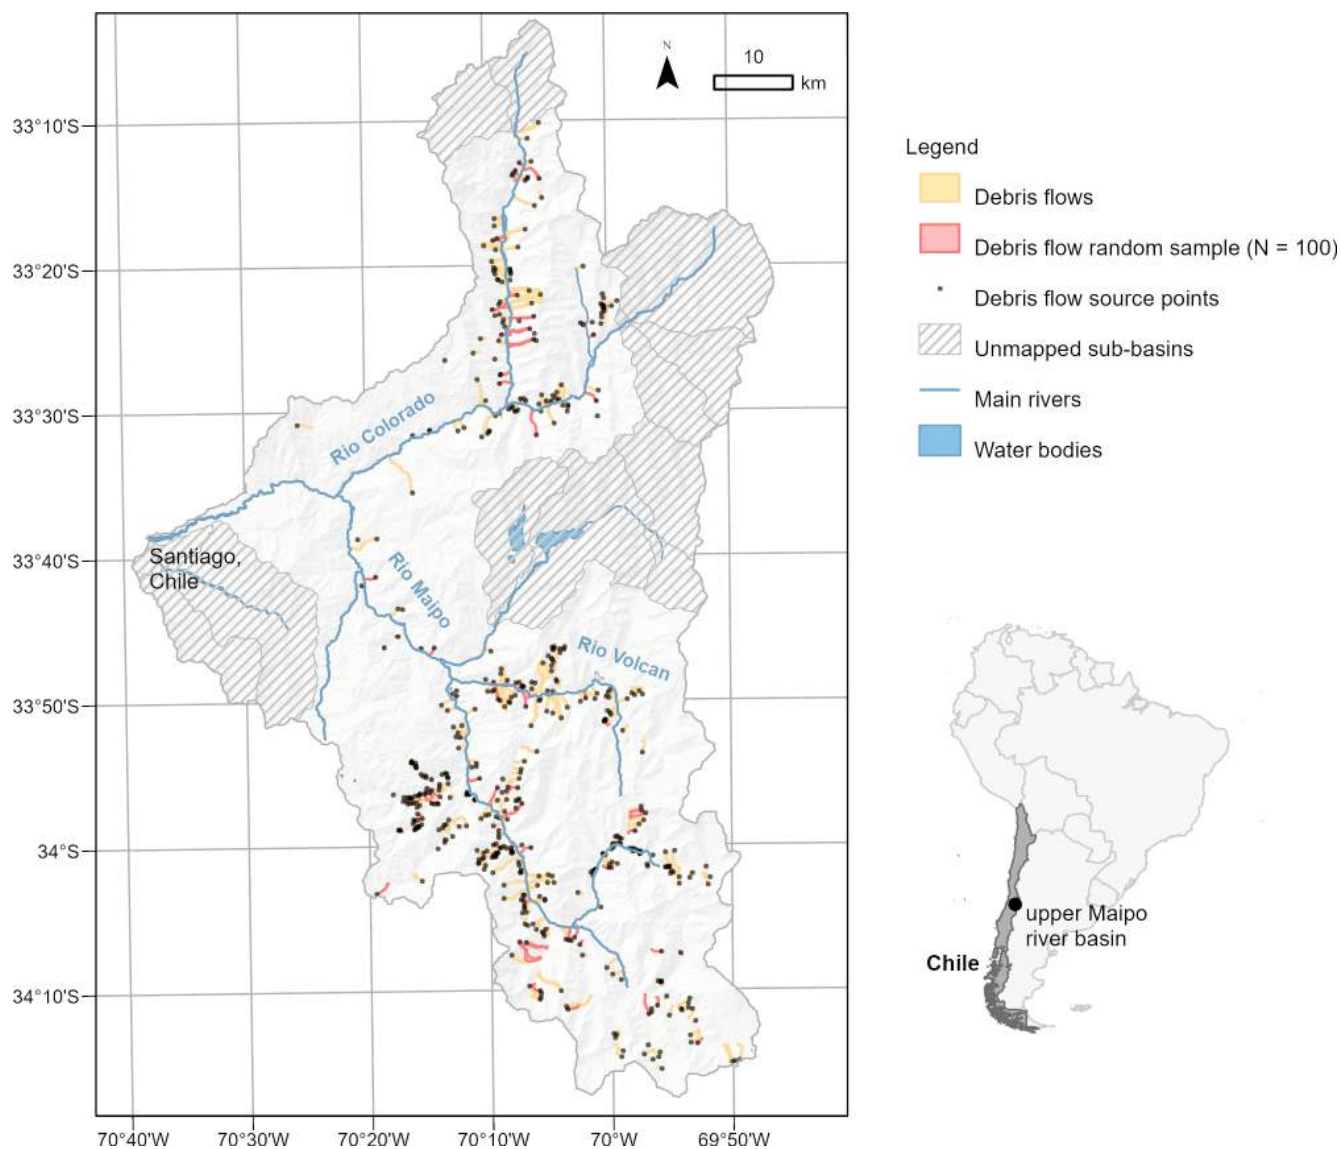 N
10
km
33°10'S
33°20'S
33°30'S
33°40'S
33°50'S
34°S
34°10'S
70°40'W
70°30'W
70°20'W
70°10'W
70°W
69°50'W
Rio Colorado
Santiago,
Chile
Rio Maipo
Rio Volcan
Legend
Debris flows
Debris flow random sample (N = 100)
Debris flow source points
Unmapped sub-basins
Main rivers
Water bodies
upper Maipo
river basin
Chile